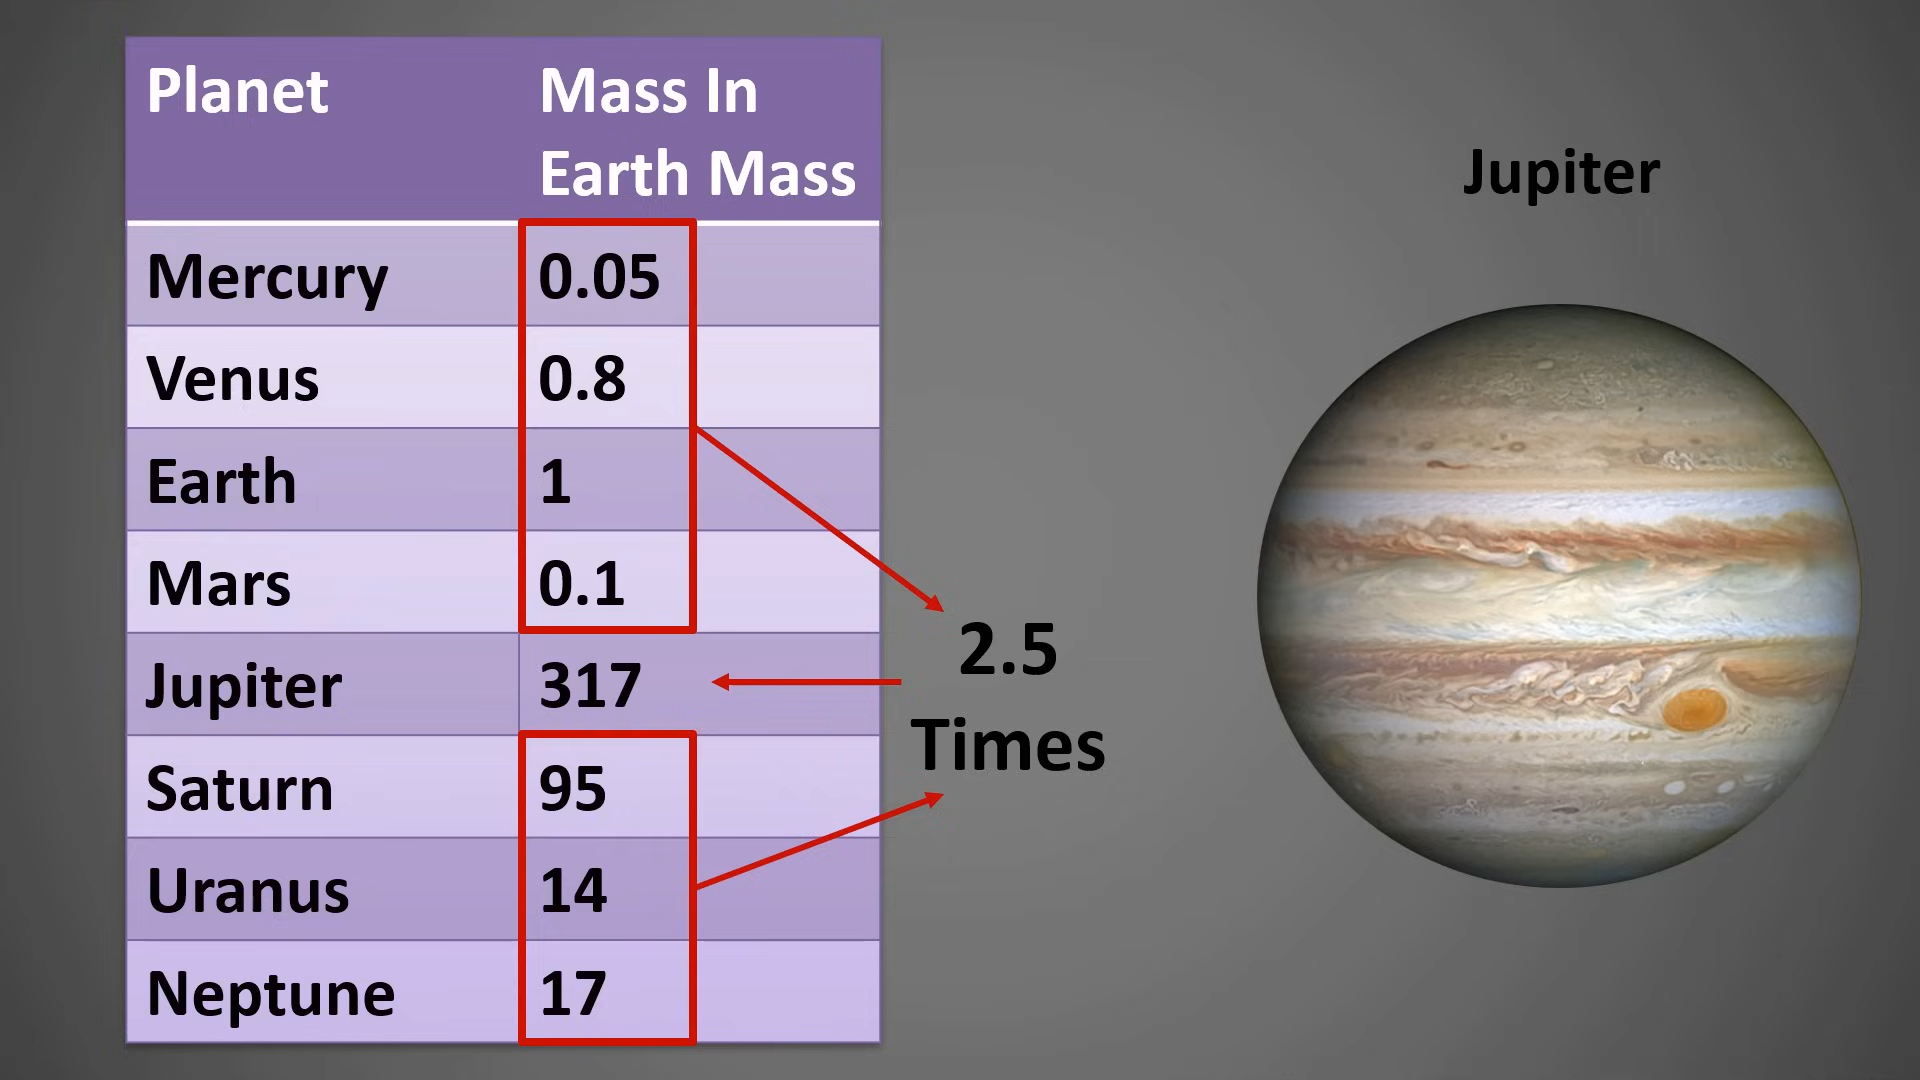 Planet Mass In
Earth Mass
Mercury 0.05
Venus 0.8
Earth 1
Mars 0.1
Jupiter 317
Saturn 95
Uranus 14
Neptune 17
2.5
Times
Jupiter